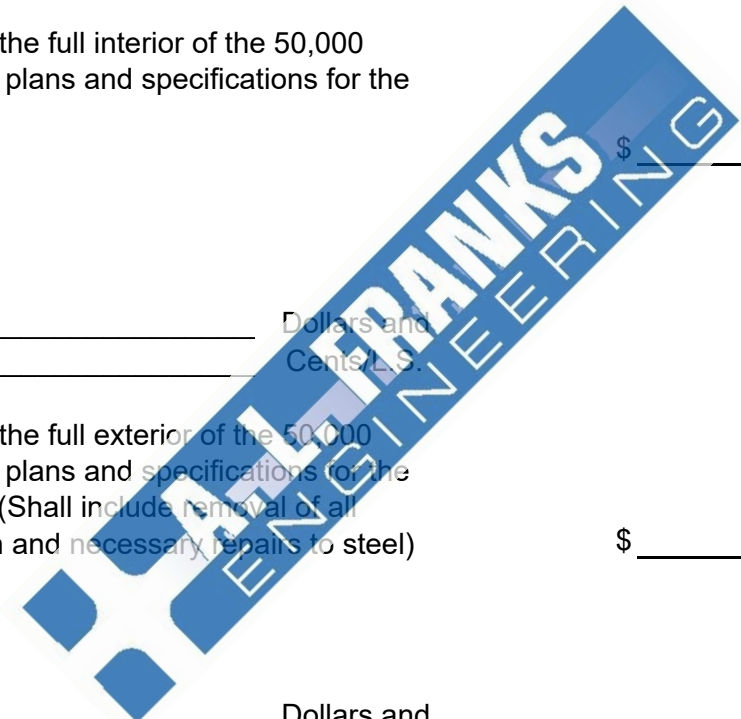 the full interior of the 50,000
plans and specifications for the
$
Dollars and
Cents/L.S.
the full exterior of the 50,000
plans and specifications for the
(Shall include removal of all
and necessary repairs to steel)
$
Dollars and
A. L. FRANKS
ENGINEERING